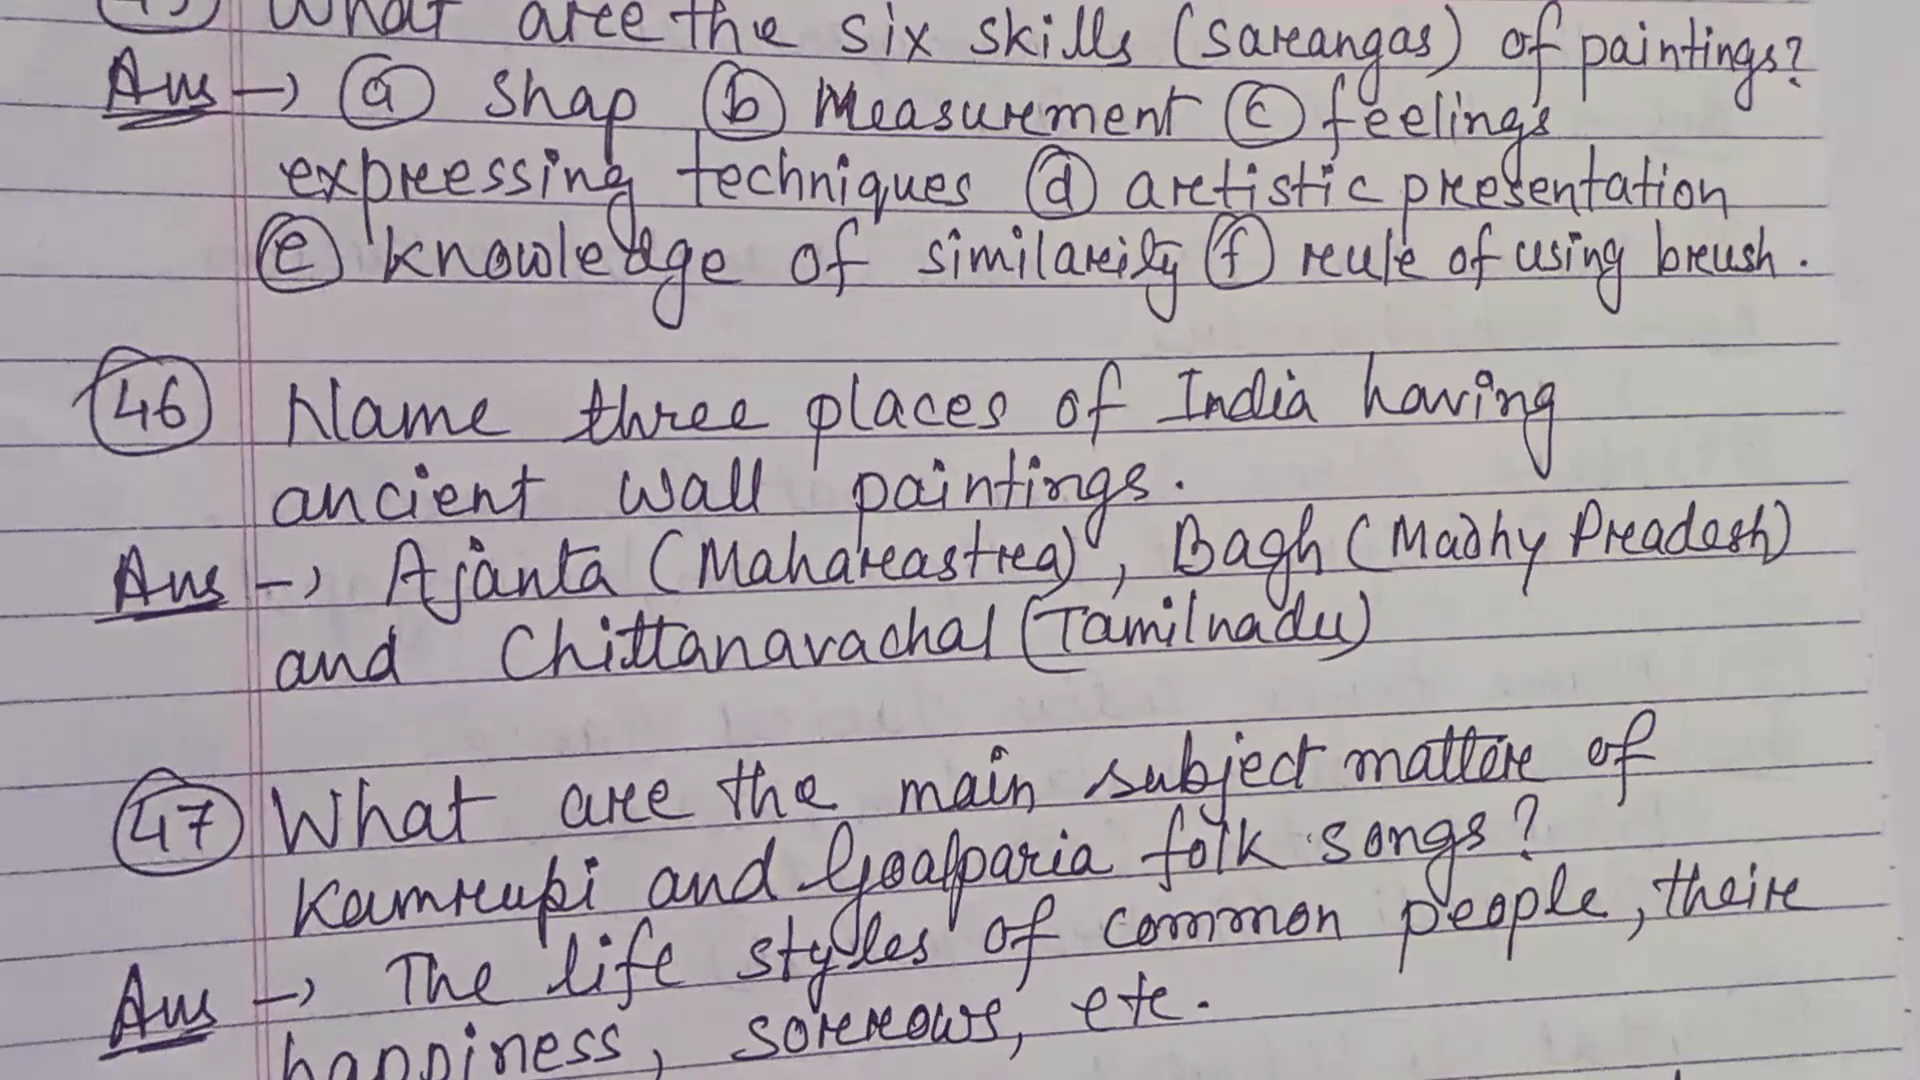 What are the six skills (sarangas) of paintings?
Ans → (a) Shap (b) Measurement (c) feelings
expressing techniques (d) artistic presentation
(e) knowledge of similarity (f) rule of using brush.
(46) Name three places of India having
ancient wall paintings.
Ans → Ajanta (Maharastra), Bagh (Madhy Pradesh)
and Chittanavachal (Tamilnadu)
(47) What are the main subject matter of
Kamrupi and Goalparia folk songs?
Ans → The life styles of common people, their
happiness, sorrows, etc.